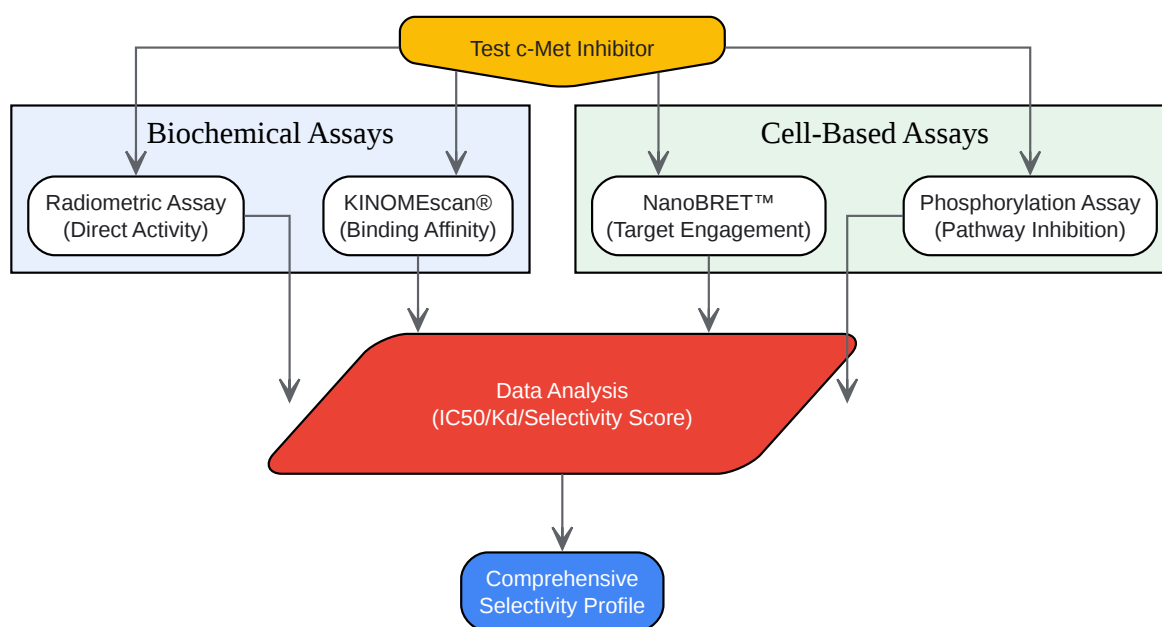 Test c-Met Inhibitor
Biochemical Assays
Cell-Based Assays
Radiometric Assay
(Direct Activity)
KINOMEscan®
(Binding Affinity)
NanoBRET™
(Target Engagement)
Phosphorylation Assay
(Pathway Inhibition)
Data Analysis
(IC50/Kd/Selectivity Score)
Comprehensive
Selectivity Profile